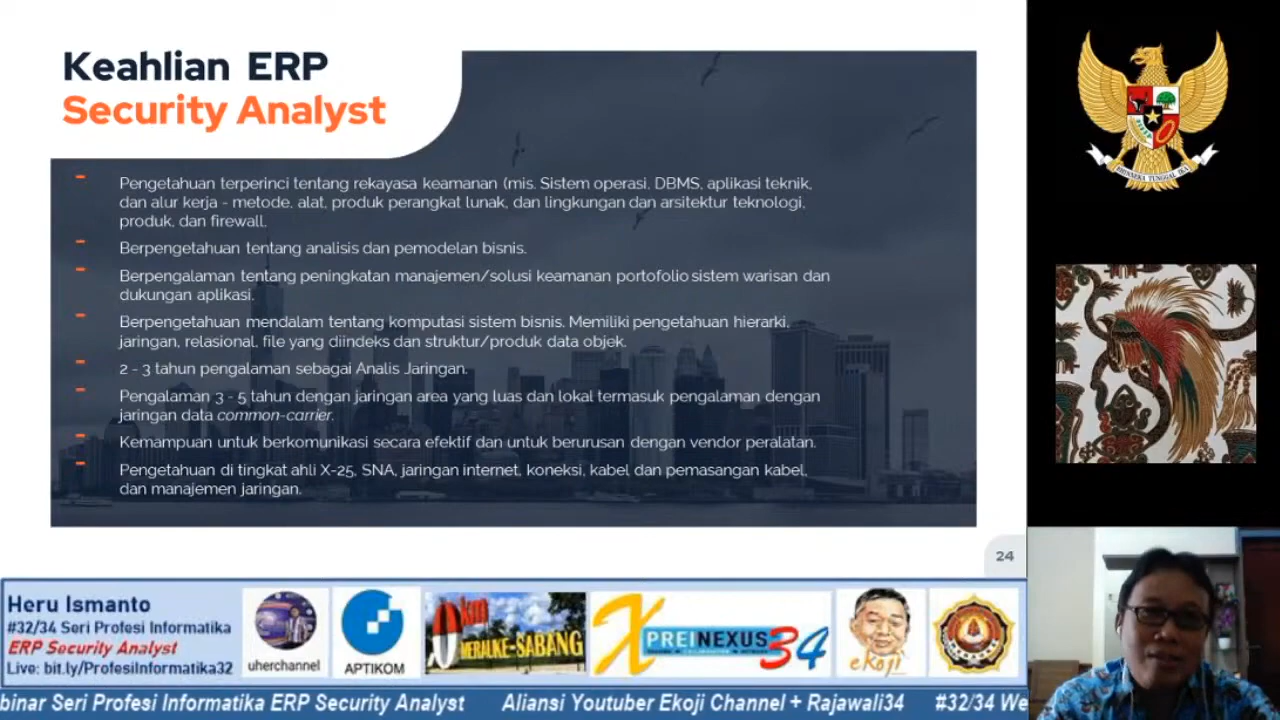 Keahlian ERP
Security Analyst
- Pengetahuan terperinci tentang rekayasa keamanan (mis. Sistem operasi, DBMS, aplikasi teknik,
dan alur kerja - metode, alat, produk perangkat lunak, dan lingkungan dan arsitektur teknologi,
produk, dan firewall.
- Berpengetahuan tentang analisis dan pemodelan bisnis.
- Berpengalaman tentang peningkatan manajemen/solusi keamanan portofolio sistem warisan dan
dukungan aplikasi.
- Berpengetahuan mendalam tentang komputasi sistem bisnis. Memiliki pengetahuan hierarki,
jaringan, relasional, file yang diindeks dan struktur/produk data objek.
- 2 - 3 tahun pengalaman sebagai Analis Jaringan.
- Pengalaman 3 - 5 tahun dengan jaringan area yang luas dan lokal termasuk pengalaman dengan
jaringan data common-carrier.
- Kemampuan untuk berkomunikasi secara efektif dan untuk berurusan dengan vendor peralatan.
- Pengetahuan di tingkat ahli X-25, SNA, jaringan internet, koneksi, kabel dan pemasangan kabel,
dan manajemen jaringan.
24
BHINNEKA TUNGGAL IKA
Heru Ismanto
#32/34 Seri Profesi Informatika
ERP Security Analyst
Live: bit.ly/ProfesiInformatika32
uherchannel
APTIKOM
0 km
MERAUKE-SABANG
X
PREINEXUS 34
ekoji
binar Seri Profesi Informatika ERP Security Analyst Aliansi Youtuber Ekoji Channel + Rajawali34 #32/34 We